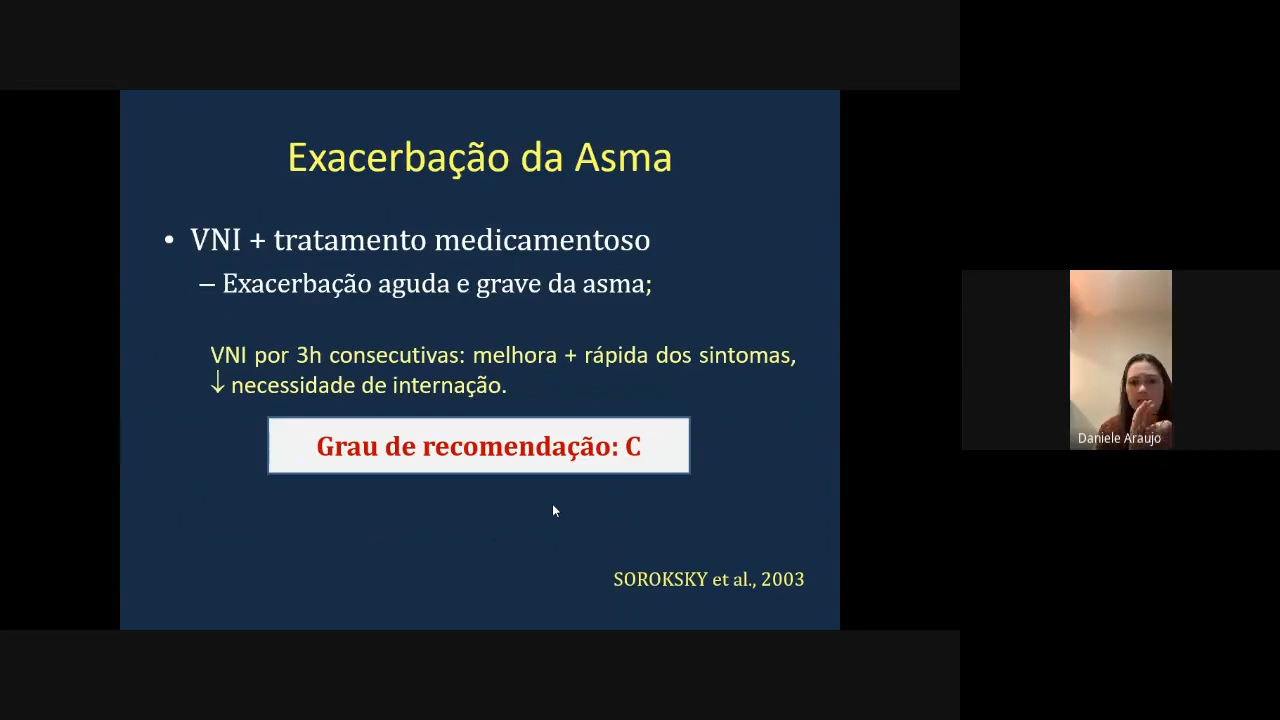 Exacerbação da Asma
• VNI + tratamento medicamentoso
– Exacerbação aguda e grave da asma;
VNI por 3h consecutivas: melhora + rápida dos sintomas,
↓ necessidade de internação.
Grau de recomendação: C
SOROKSKY et al., 2003
Daniele Araujo